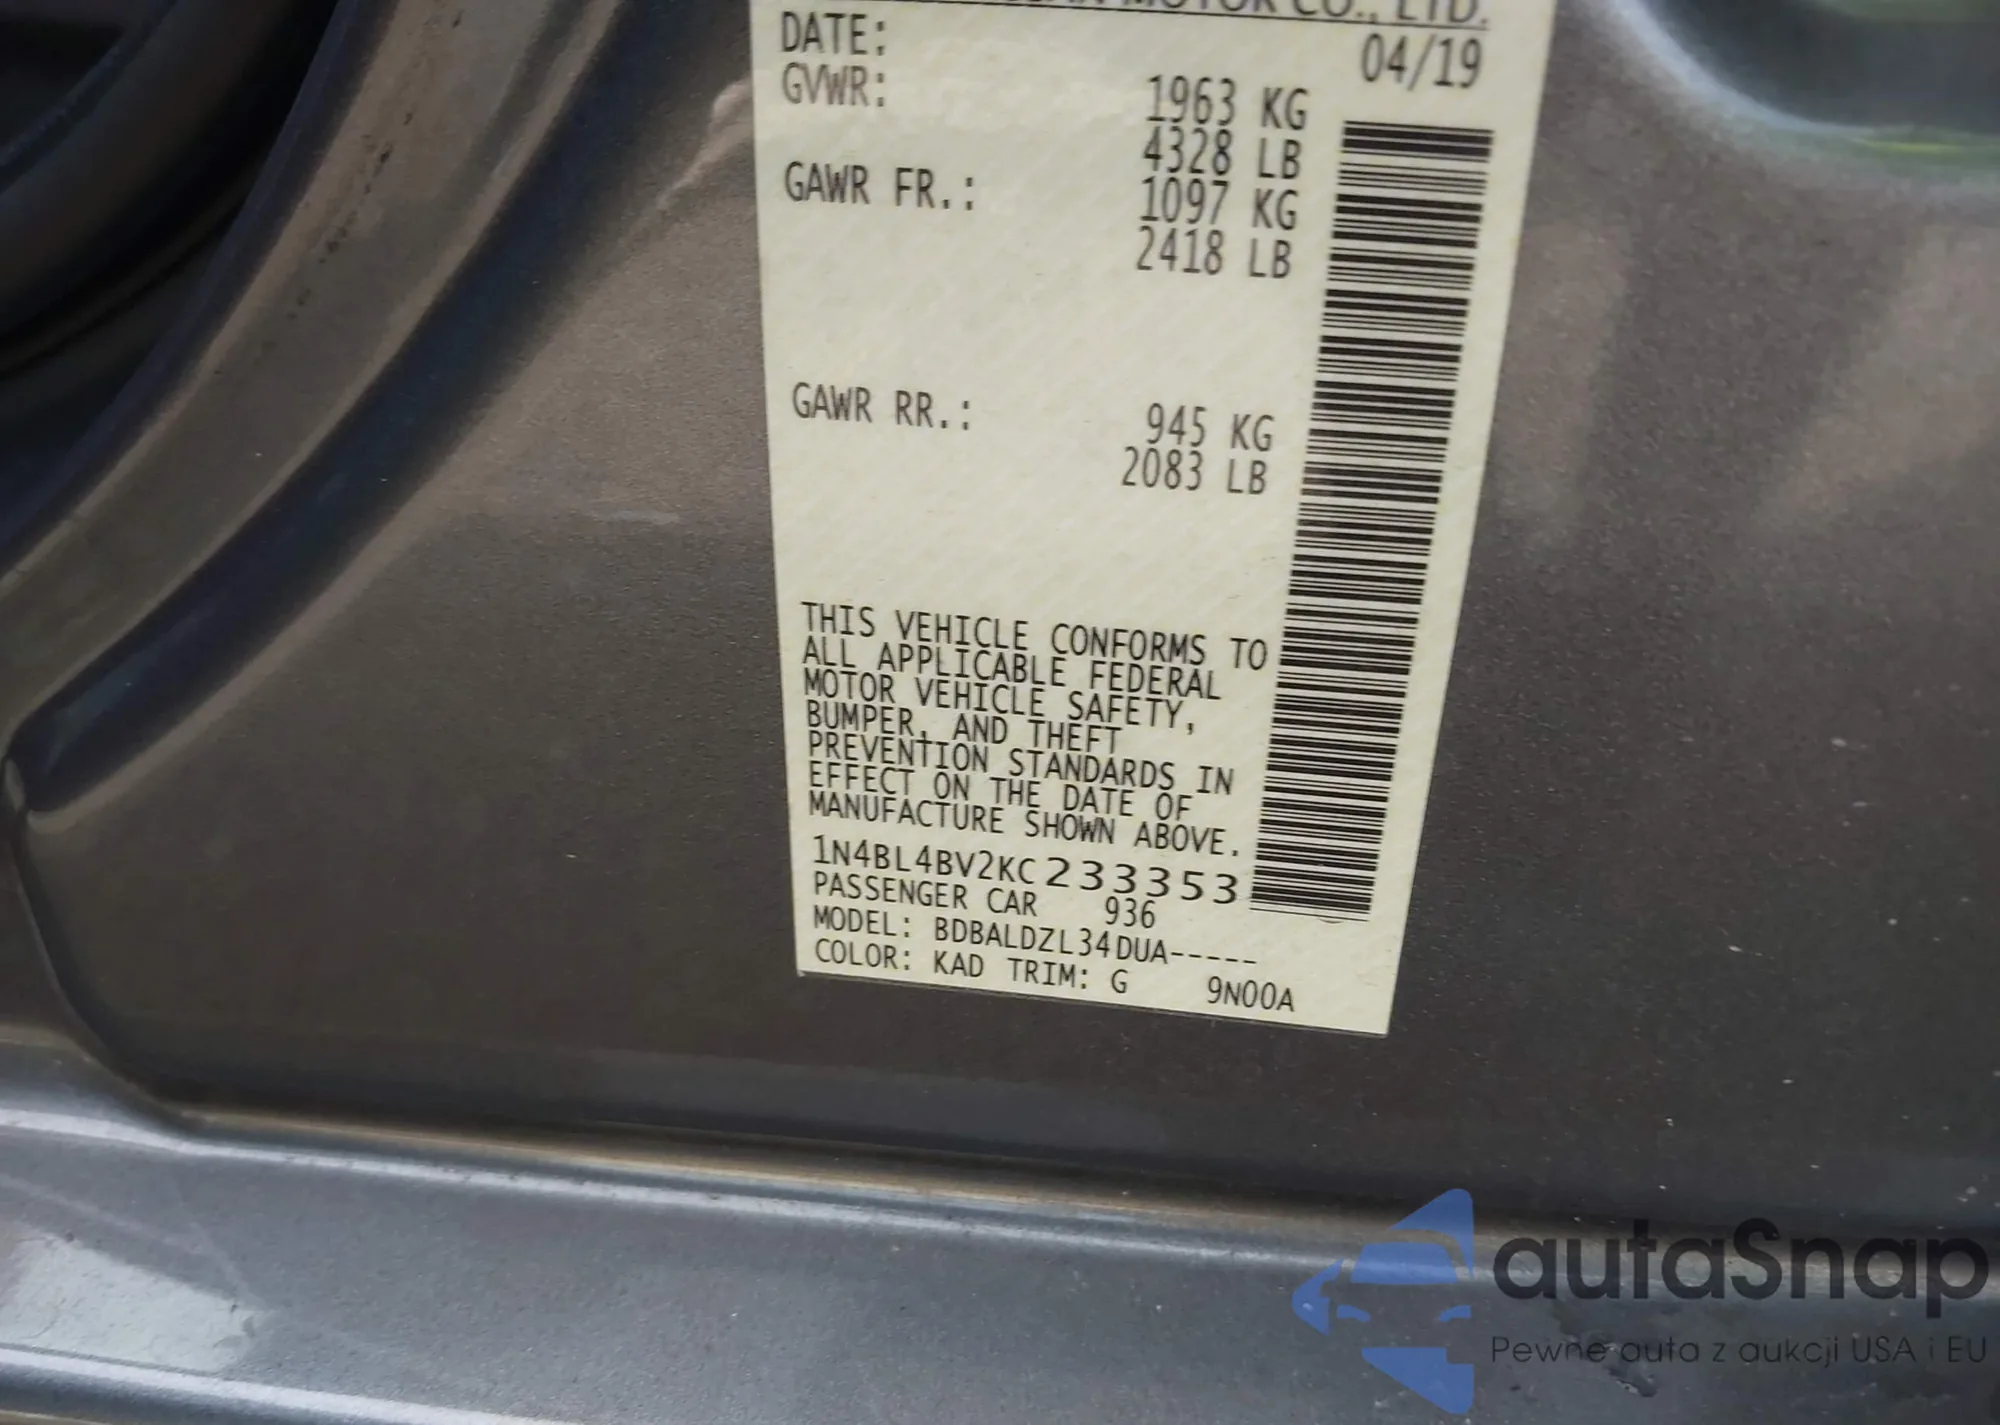 MOTOR CO., LTD.
DATE: 04/19
GVWR: 1963 KG
4328 LB
GAWR FR.: 1097 KG
2418 LB
GAWR RR.: 945 KG
2083 LB
THIS VEHICLE CONFORMS TO
ALL APPLICABLE FEDERAL
MOTOR VEHICLE SAFETY,
BUMPER, AND THEFT
PREVENTION STANDARDS IN
EFFECT ON THE DATE OF
MANUFACTURE SHOWN ABOVE.
1N4BL4BV2KC233353
PASSENGER CAR 936
MODEL: BDBALDZL34DUA-----
COLOR: KAD TRIM: G 9N00A
autaSnap
Pewne auta z aukcji USA i EU